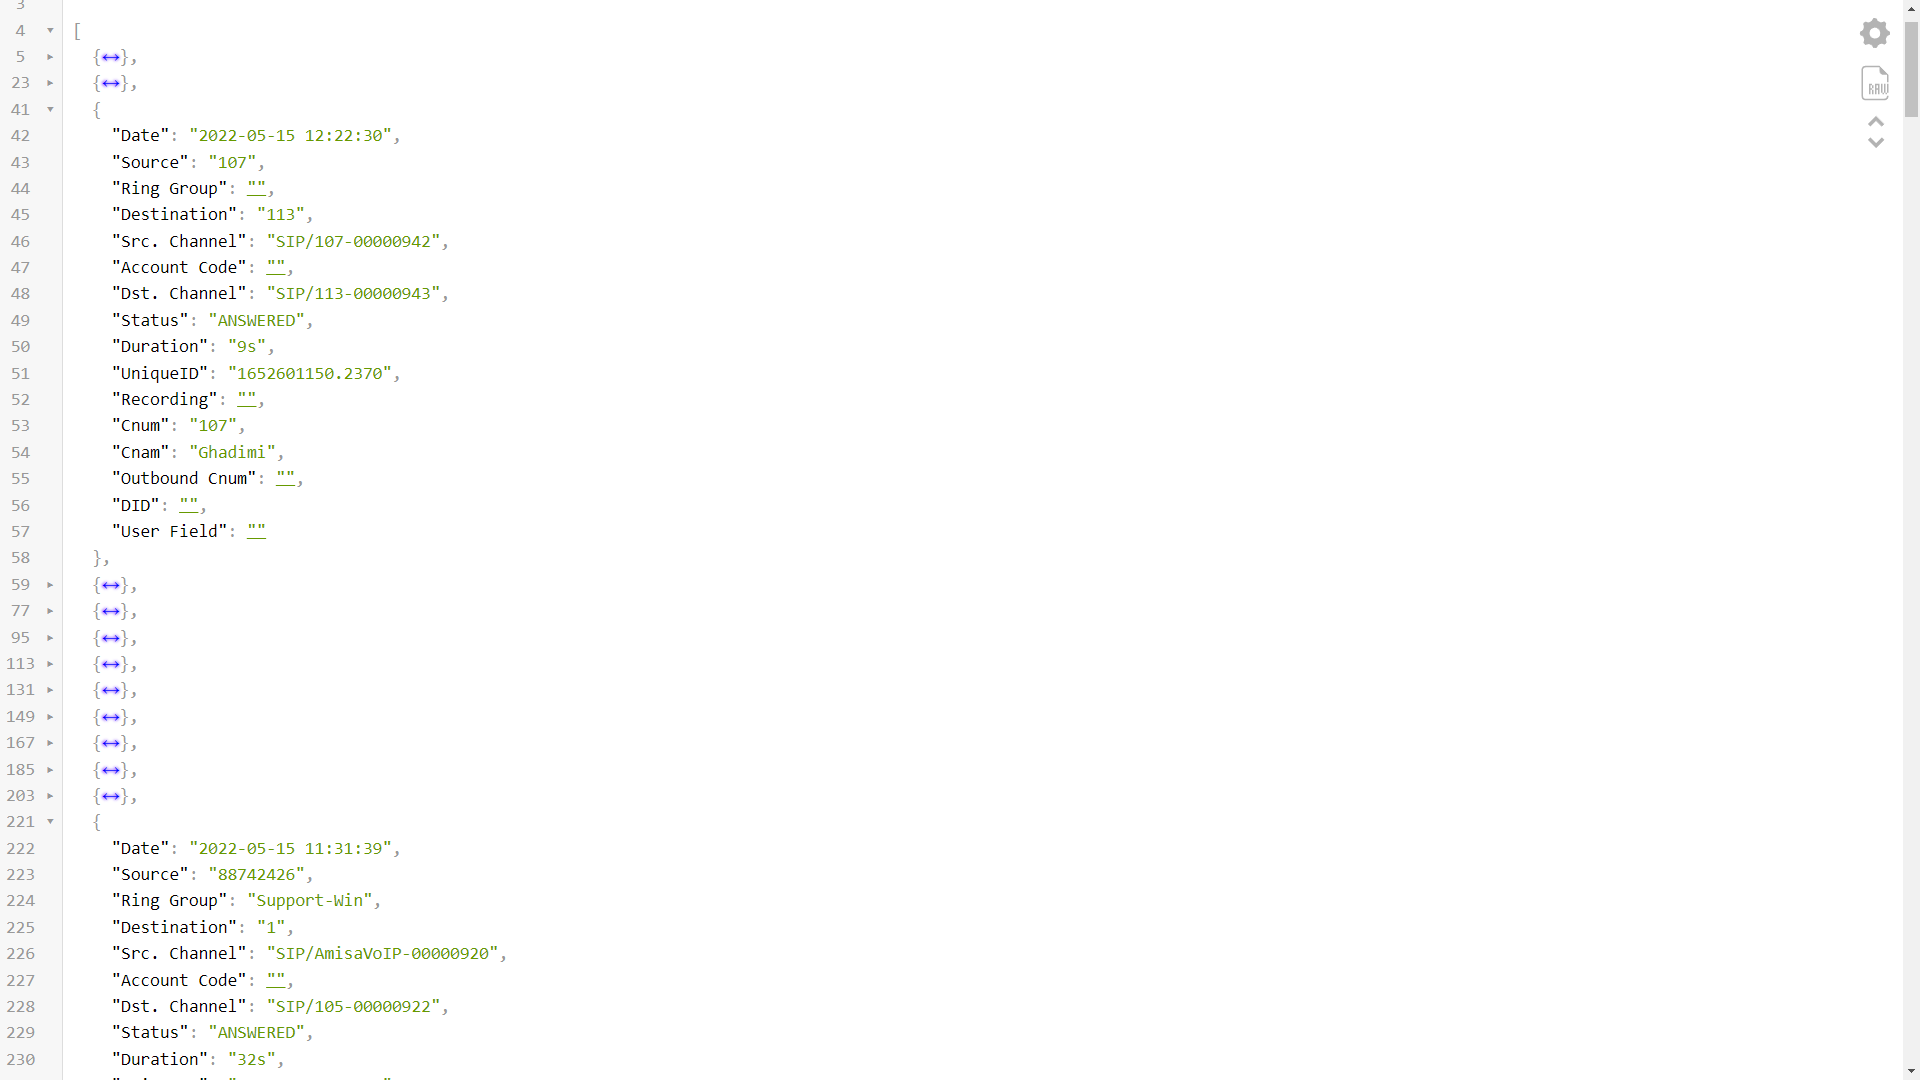 3
4 [
5 {↔},
23 {↔},
41 {
42 "Date": "2022-05-15 12:22:30",
43 "Source": "107",
44 "Ring Group": "",
45 "Destination": "113",
46 "Src. Channel": "SIP/107-00000942",
47 "Account Code": "",
48 "Dst. Channel": "SIP/113-00000943",
49 "Status": "ANSWERED",
50 "Duration": "9s",
51 "UniqueID": "1652601150.2370",
52 "Recording": "",
53 "Cnum": "107",
54 "Cnam": "Ghadimi",
55 "Outbound Cnum": "",
56 "DID": "",
57 "User Field": ""
58 },
59 {↔},
77 {↔},
95 {↔},
113 {↔},
131 {↔},
149 {↔},
167 {↔},
185 {↔},
203 {↔},
221 {
222 "Date": "2022-05-15 11:31:39",
223 "Source": "88742426",
224 "Ring Group": "Support-Win",
225 "Destination": "1",
226 "Src. Channel": "SIP/AmisaVoIP-00000920",
227 "Account Code": "",
228 "Dst. Channel": "SIP/105-00000922",
229 "Status": "ANSWERED",
230 "Duration": "32s",
RAW